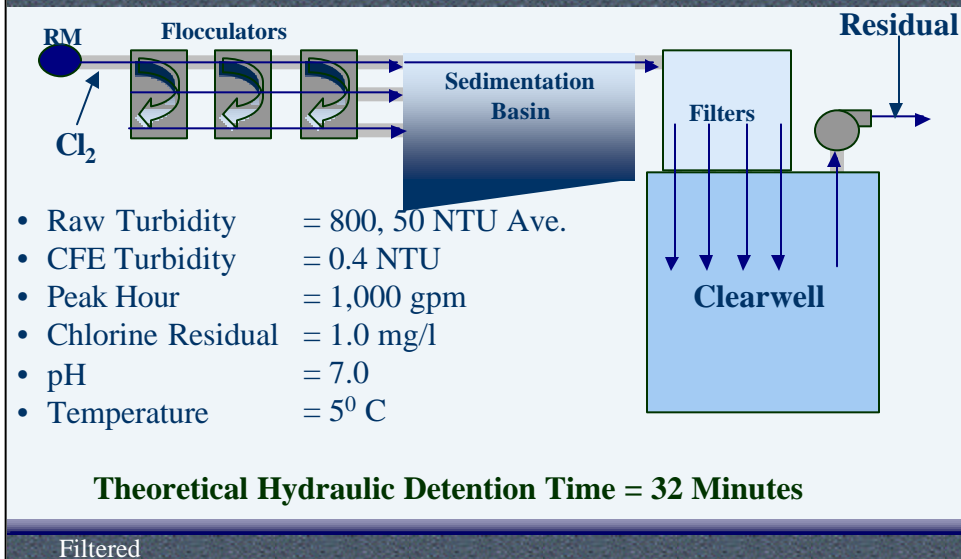 RM
Flocculators
Residual
Cl₂
Sedimentation
Basin
Filters
• Raw Turbidity = 800, 50 NTU Ave.
• CFE Turbidity = 0.4 NTU
• Peak Hour = 1,000 gpm
• Chlorine Residual = 1.0 mg/l
• pH = 7.0
• Temperature = 5⁰ C
Clearwell
Theoretical Hydraulic Detention Time = 32 Minutes
Filtered